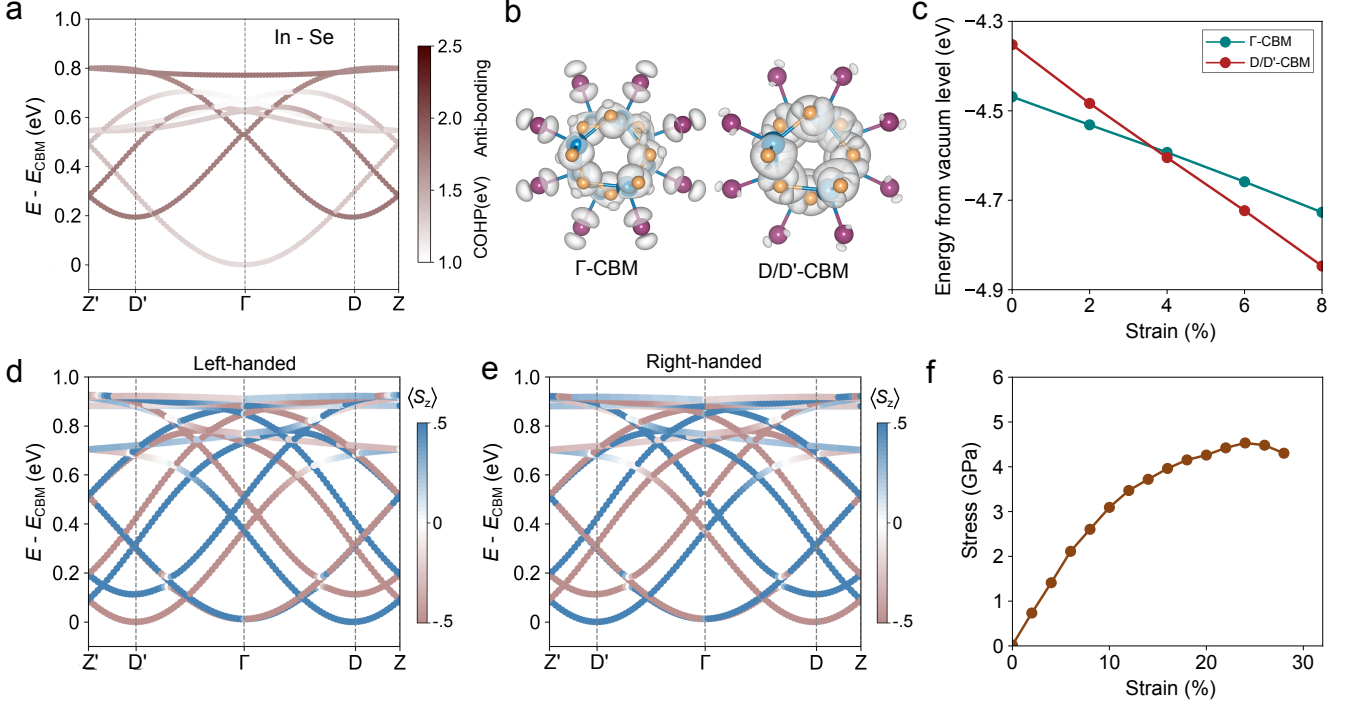 a
In - Se
E - E_CBM (eV)
1.0
0.8
0.6
0.4
0.2
0
Z'
D'
Γ
D
Z
2.5
2.0
1.5
1.0
COHP(eV)
Anti-bonding
b
Γ-CBM
D/D'-CBM
c
Energy from vacuum level (eV)
−4.3
−4.5
−4.7
−4.9
0
2
4
6
8
Strain (%)
Γ-CBM
D/D'-CBM
d
Left-handed
E - E_CBM (eV)
1.0
0.8
0.6
0.4
0.2
0
Z'
D'
Γ
D
Z
⟨S_z⟩
.5
0
-.5
e
Right-handed
E - E_CBM (eV)
1.0
0.8
0.6
0.4
0.2
0
Z'
D'
Γ
D
Z
⟨S_z⟩
.5
0
-.5
f
Stress (GPa)
6
5
4
3
2
1
0
0
10
20
30
Strain (%)